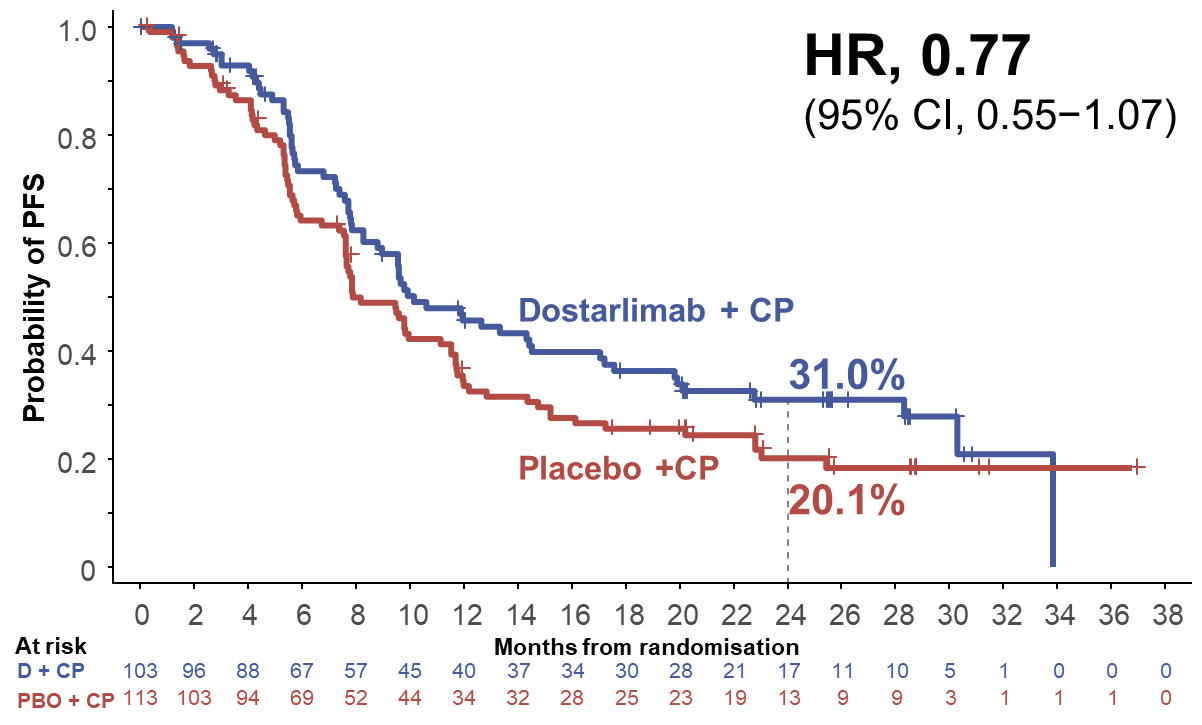 HR, 0.77
(95% CI, 0.55−1.07)
Probability of PFS
1.0
0.8
0.6
0.4
0.2
0
Dostarlimab + CP
31.0%
Placebo +CP
20.1%
0 2 4 6 8 10 12 14 16 18 20 22 24 26 28 30 32 34 36 38
At risk Months from randomisation
D + CP 103 96 88 67 57 45 40 37 34 30 28 21 17 11 10 5 1 0 0 0
PBO + CP 113 103 94 69 52 44 34 32 28 25 23 19 13 9 9 3 1 1 1 0